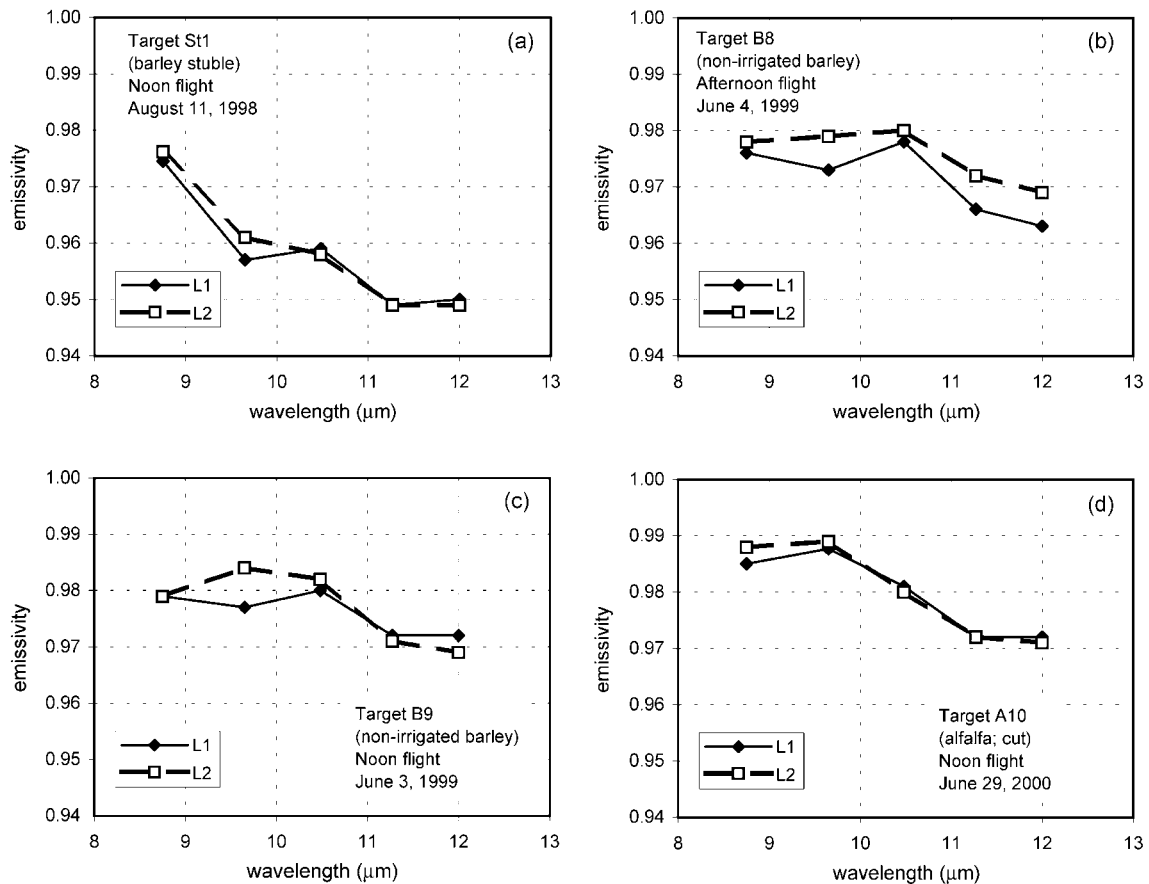 (a)
Target St1
(barley stuble)
Noon flight
August 11, 1998
1.00
0.99
0.98
0.97
0.96
0.95
0.94
emissivity
L1
L2
8 9 10 11 12 13
wavelength (μm)
(b)
Target B8
(non-irrigated barley)
Afternoon flight
June 4, 1999
1.00
0.99
0.98
0.97
0.96
0.95
0.94
emissivity
L1
L2
8 9 10 11 12 13
wavelength (μm)
(c)
1.00
0.99
0.98
0.97
0.96
0.95
0.94
emissivity
Target B9
(non-irrigated barley)
Noon flight
June 3, 1999
L1
L2
8 9 10 11 12 13
wavelength (μm)
(d)
1.00
0.99
0.98
0.97
0.96
0.95
0.94
emissivity
Target A10
(alfalfa; cut)
Noon flight
June 29, 2000
L1
L2
8 9 10 11 12 13
wavelength (μm)